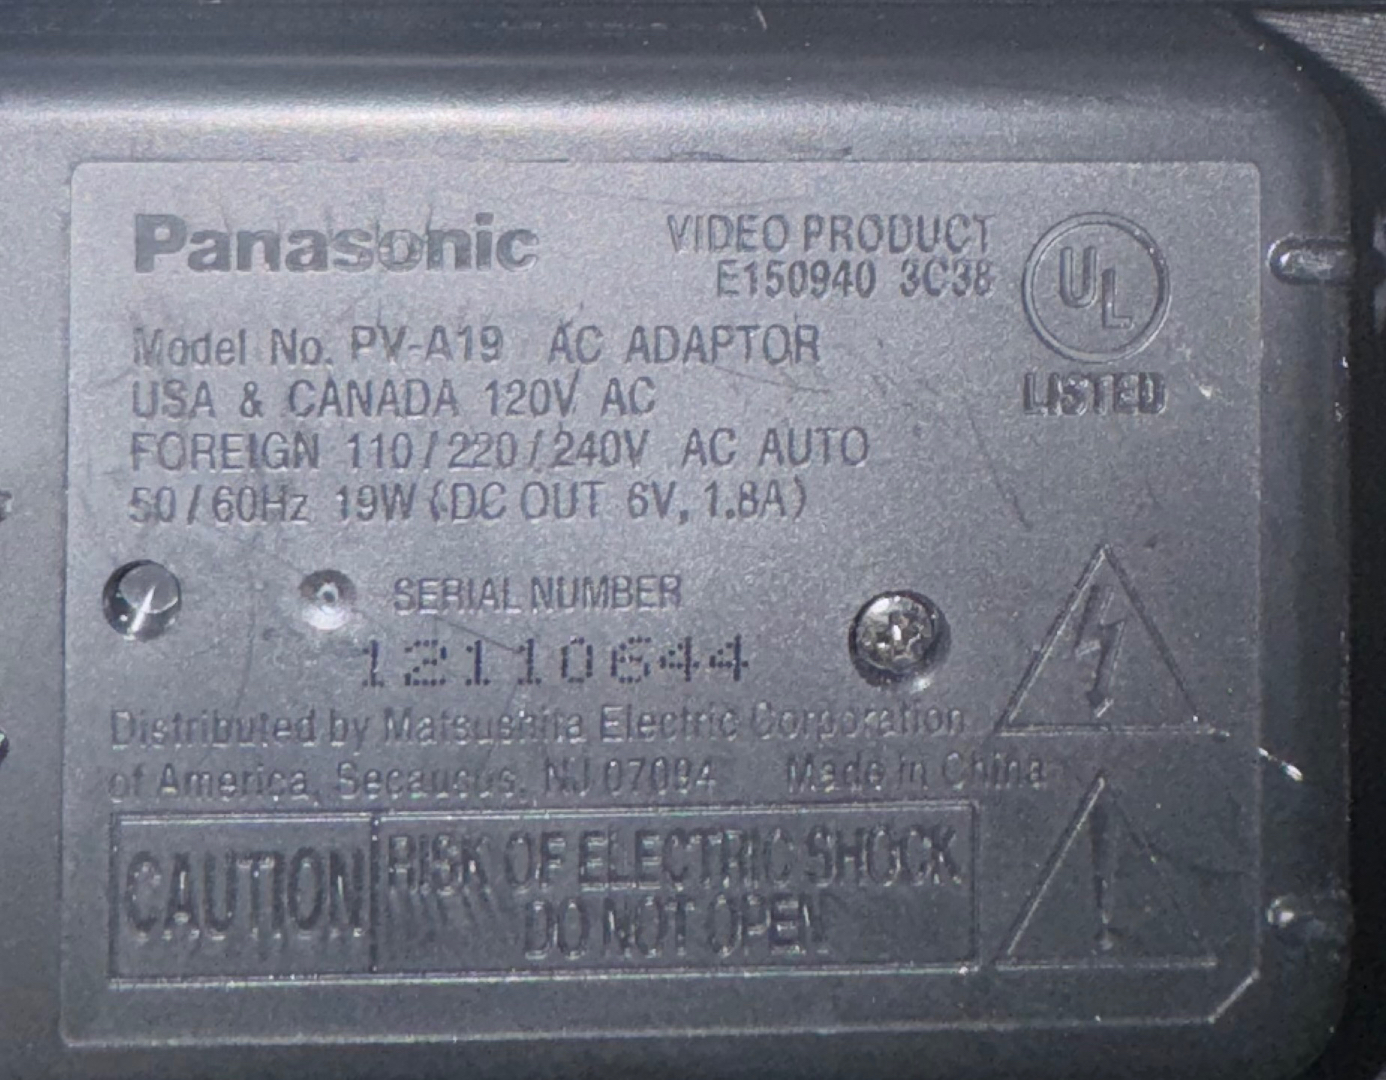 Panasonic
VIDEO PRODUCT
E150940 3C38
UL
LISTED
Model No. PV-A19 AC ADAPTOR
USA & CANADA 120V AC
FOREIGN 110/220/240V AC AUTO
50/60Hz 19W (DC OUT 6V, 1.8A)
SERIAL NUMBER
12110644
Distributed by Matsushita Electric Corporation
of America, Secaucus, NJ 07094 Made in China
CAUTION
RISK OF ELECTRIC SHOCK
DO NOT OPEN